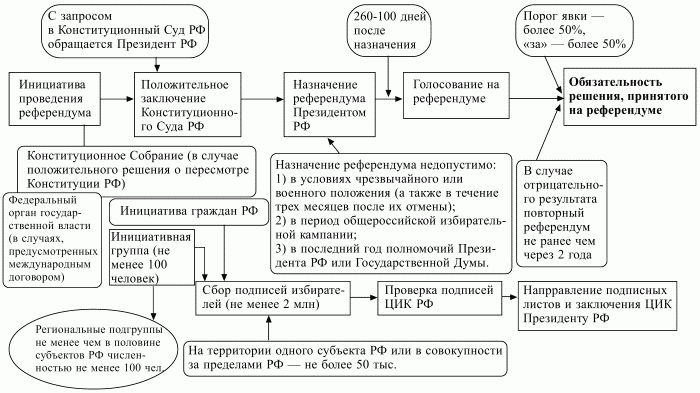 С запросом
в Конституционный Суд РФ
обращается Президент РФ
260-100 дней
после
назначения
Порог явки —
более 50%,
«за» — более 50%
Инициатива
проведения
референдума
Положительное
заключение
Конституционно-
го Суда РФ
Назначение
референдума
Президентом
РФ
Голосование на
референдуме
Обязательность
решения, принятого
на референдуме
Конституционное Собрание (в случае
положительного решения о пересмотре
Конституции РФ)
Федеральный
орган государ-
ственной власти
(в случаях,
предусмотренных
международным
договором)
Инициатива граждан РФ
Инициативная
группа (не
менее 100
человек)
Назначение референдума недопустимо:
1) в условиях чрезвычайного или
военного положения (а также в течение
трех месяцев после их отмены);
2) в период общероссийской избиратель-
ной кампании;
3) в последний год полномочий Прези-
дента РФ или Государственной Думы.
В случае
отрицательно-
го результата
повторный
референдум
не ранее чем
через 2 года
Сбор подписей избирате-
лей (не менее 2 млн)
Проверка подписей
ЦИК РФ
Напрравление подписных
листов и заключения ЦИК
Президенту РФ
Региональные подгруппы
не менее чем в половине
субъектов РФ числен-
ностью не менее 100 чел.
На территории одного субъекта РФ или в совокупности
за пределами РФ — не более 50 тыс.